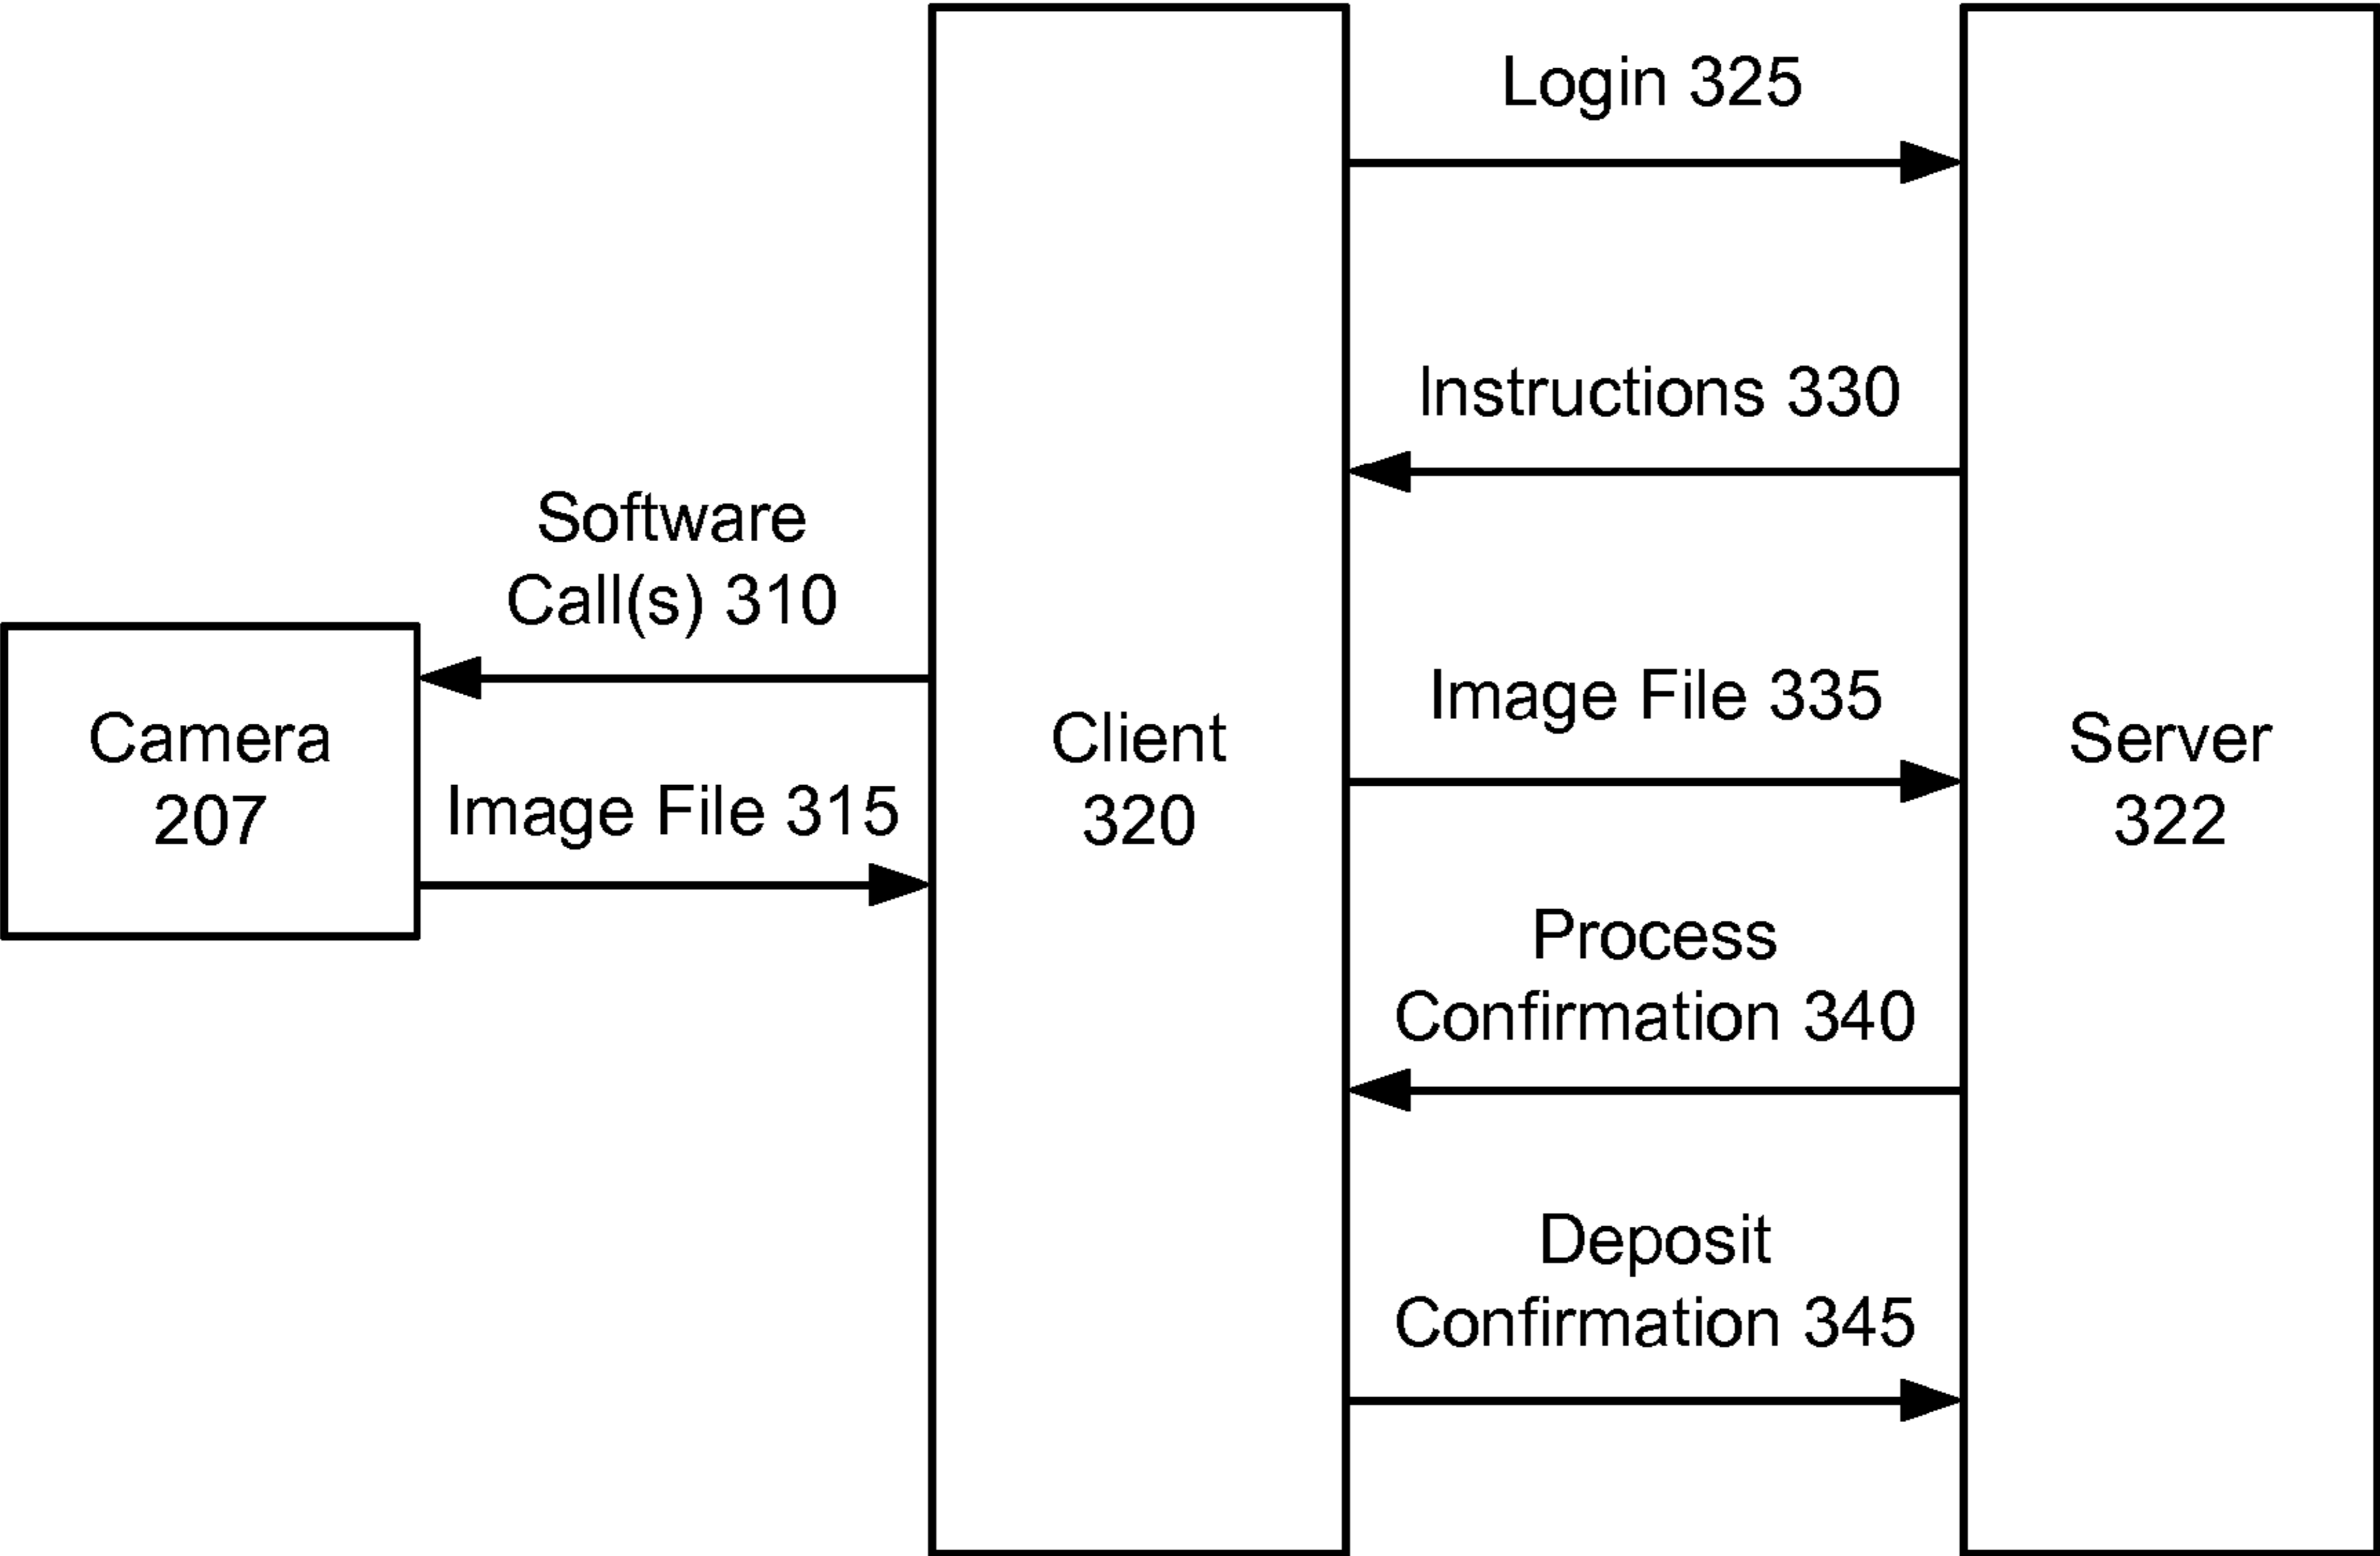 Login 325
Instructions 330
Software
Call(s) 310
Camera
207
Image File 315
Client
320
Image File 335
Server
322
Process
Confirmation 340
Deposit
Confirmation 345